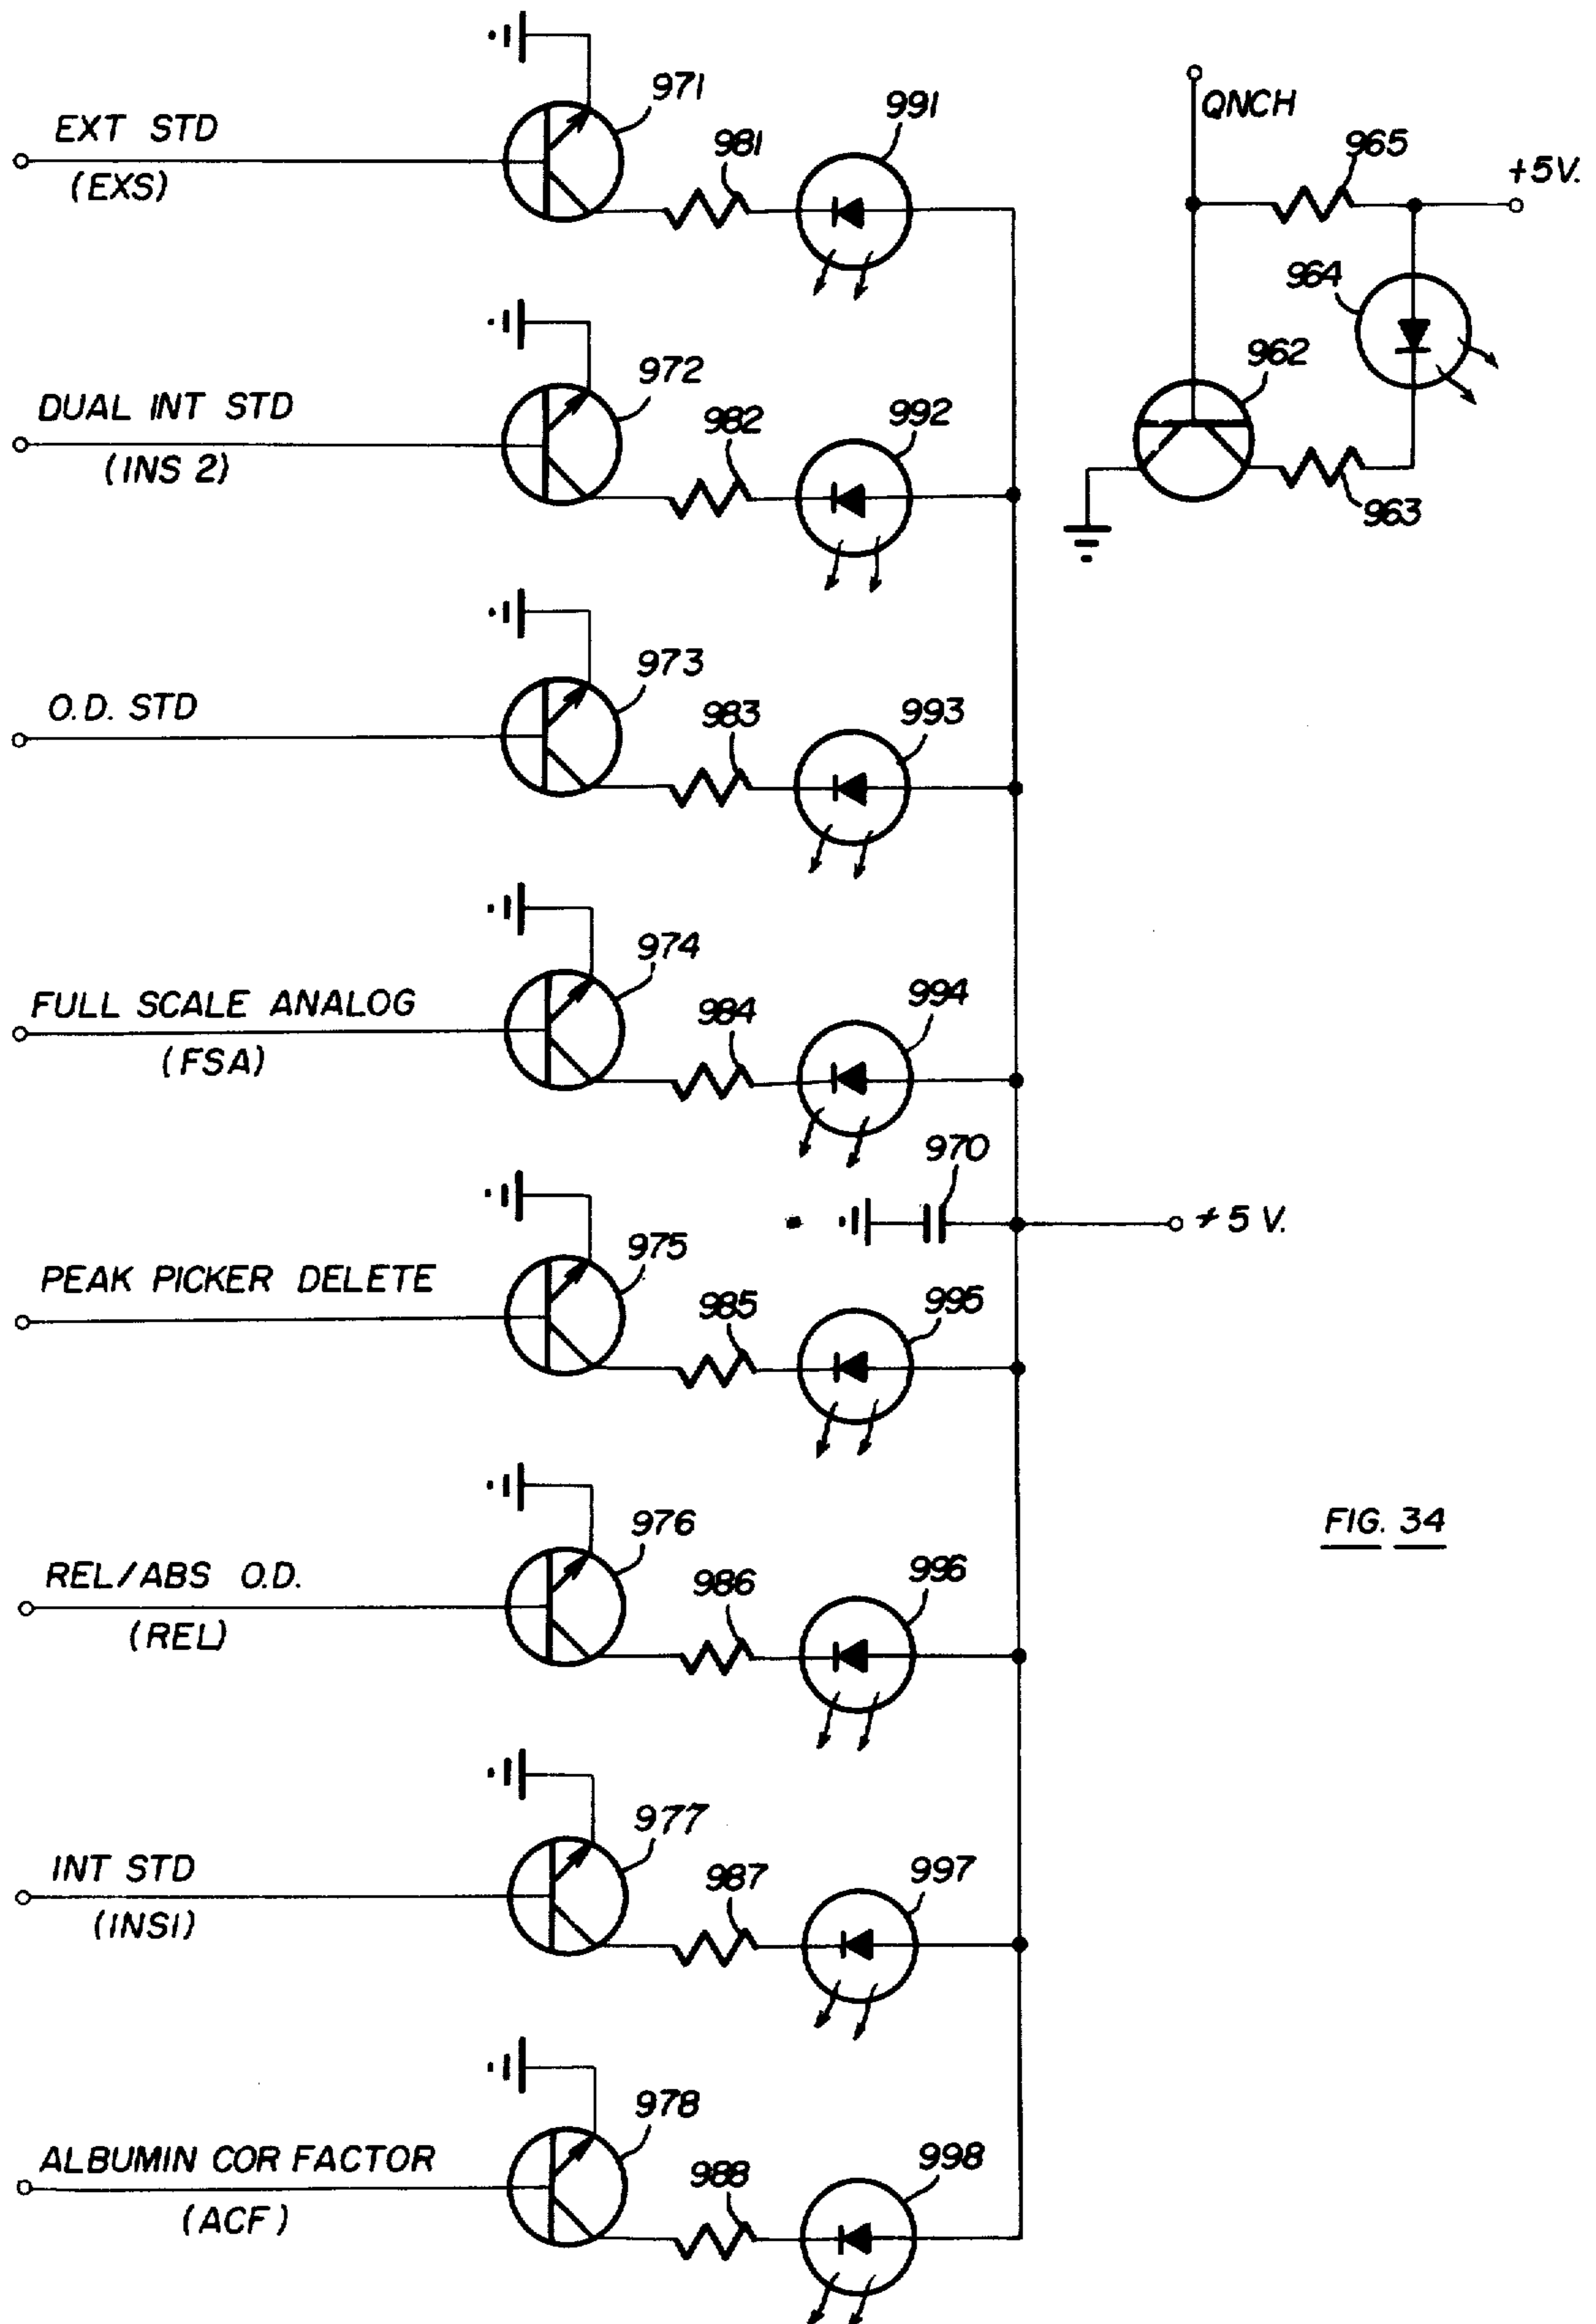 971
EXT STD
(EXS)
981
991
QNCH
965
+5V.
964
962
963
972
DUAL INT STD
(INS 2)
982
992
973
O.D. STD
983
993
974
FULL SCALE ANALOG
(FSA)
984
994
970
+5 V.
975
PEAK PICKER DELETE
985
995
976
REL/ABS O.D.
(REL)
986
996
FIG. 34
977
INT STD
(INS1)
987
997
978
ALBUMIN COR FACTOR
(ACF)
988
998